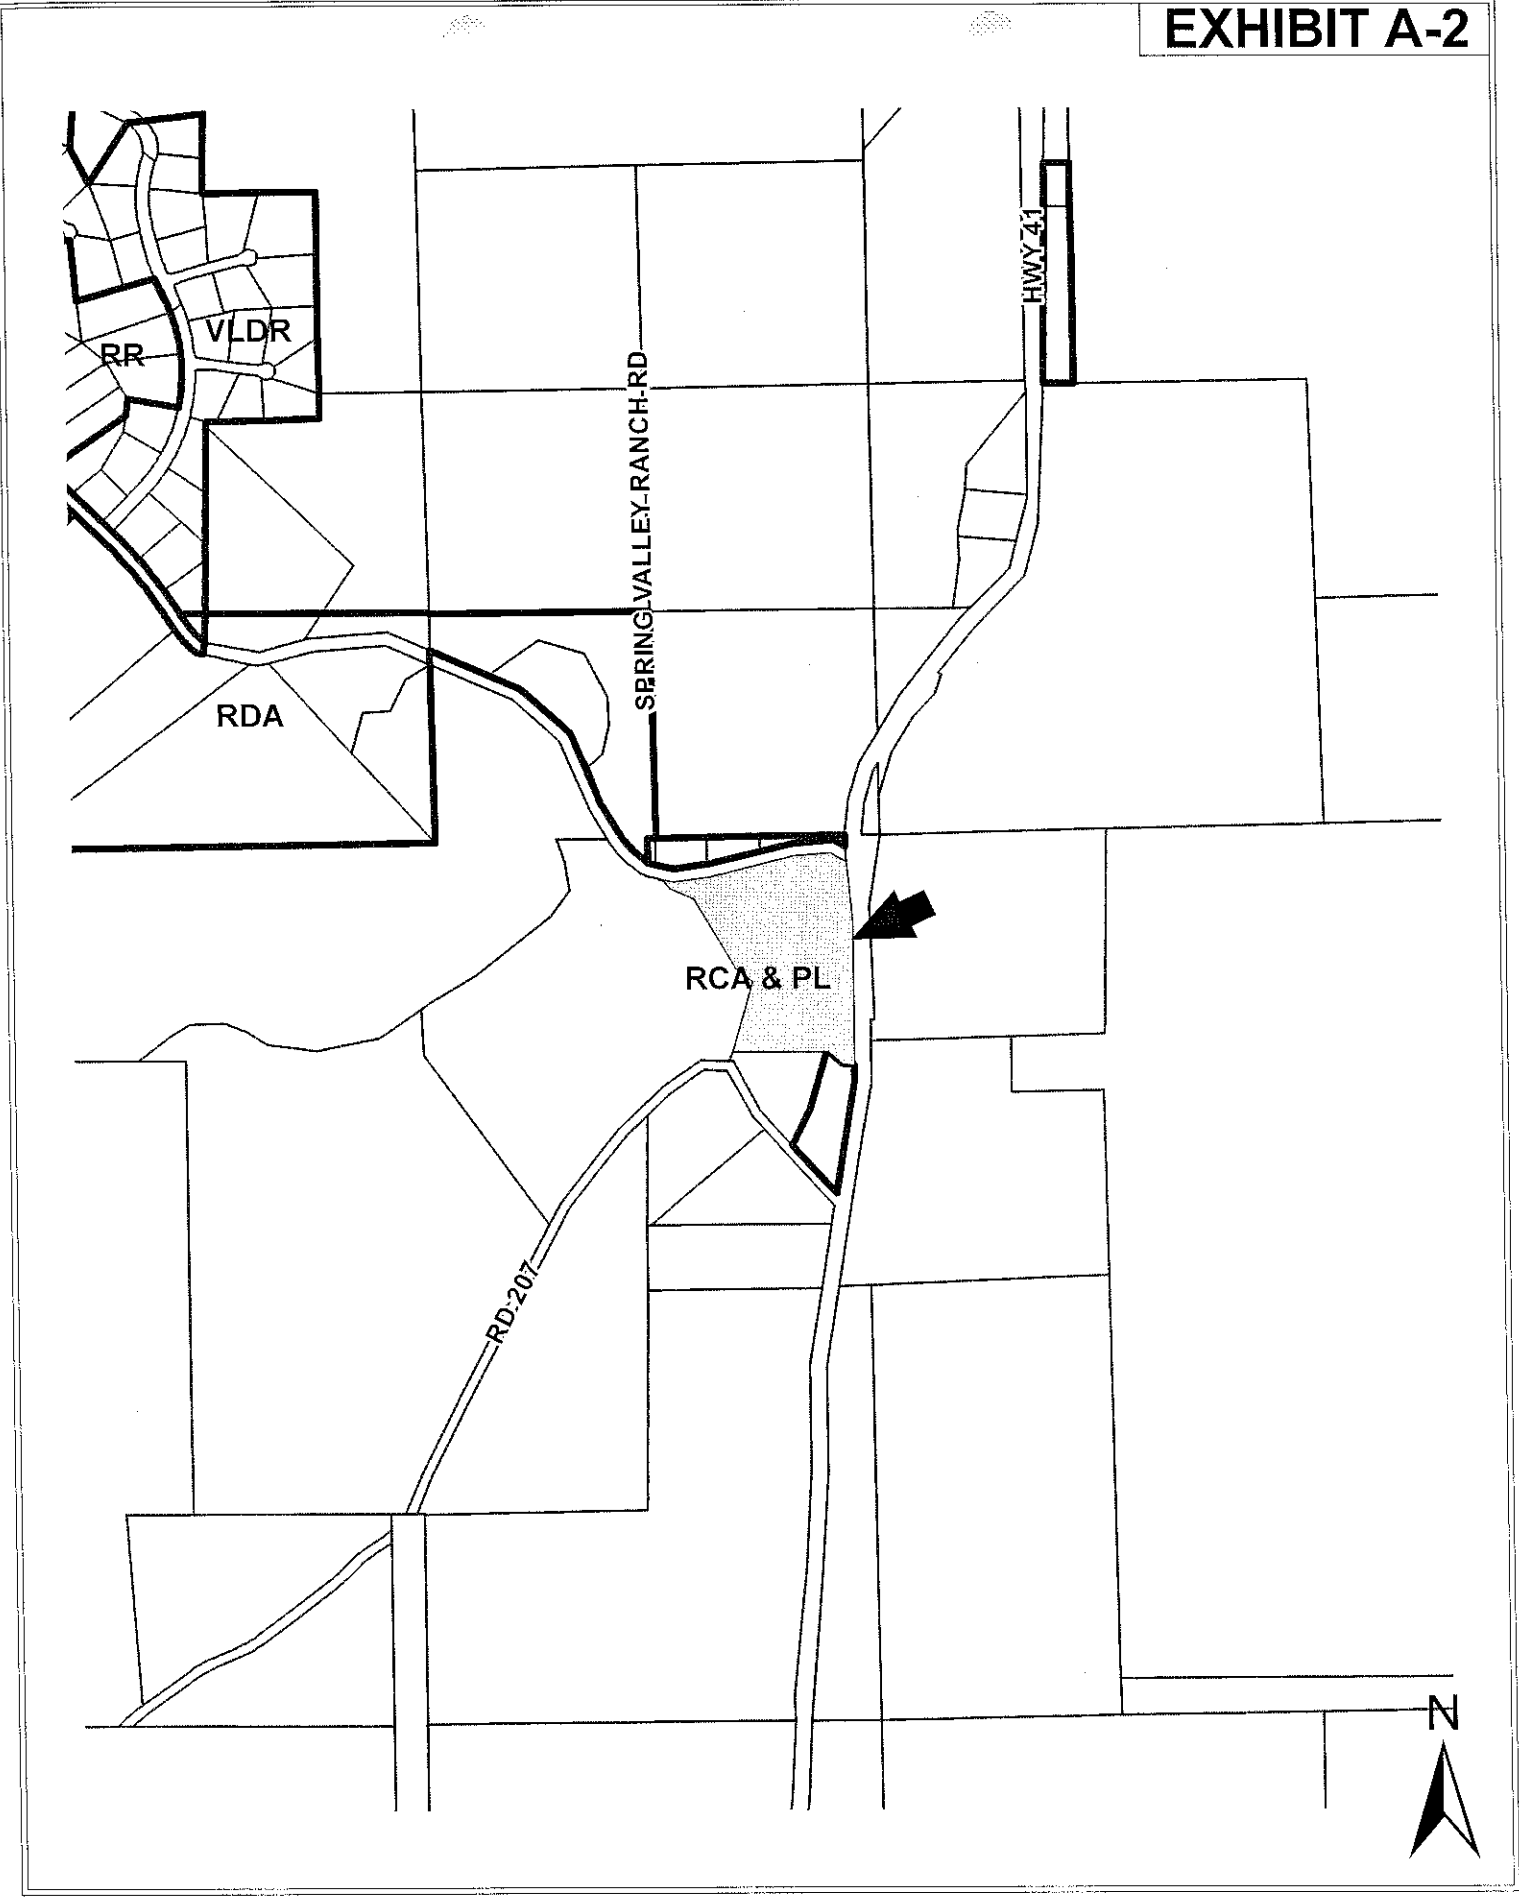 EXHIBIT A-2
HWY 41
VLDR
RR
SPRING VALLEY RANCH RD
RDA
RCA & PL
RD 207
N